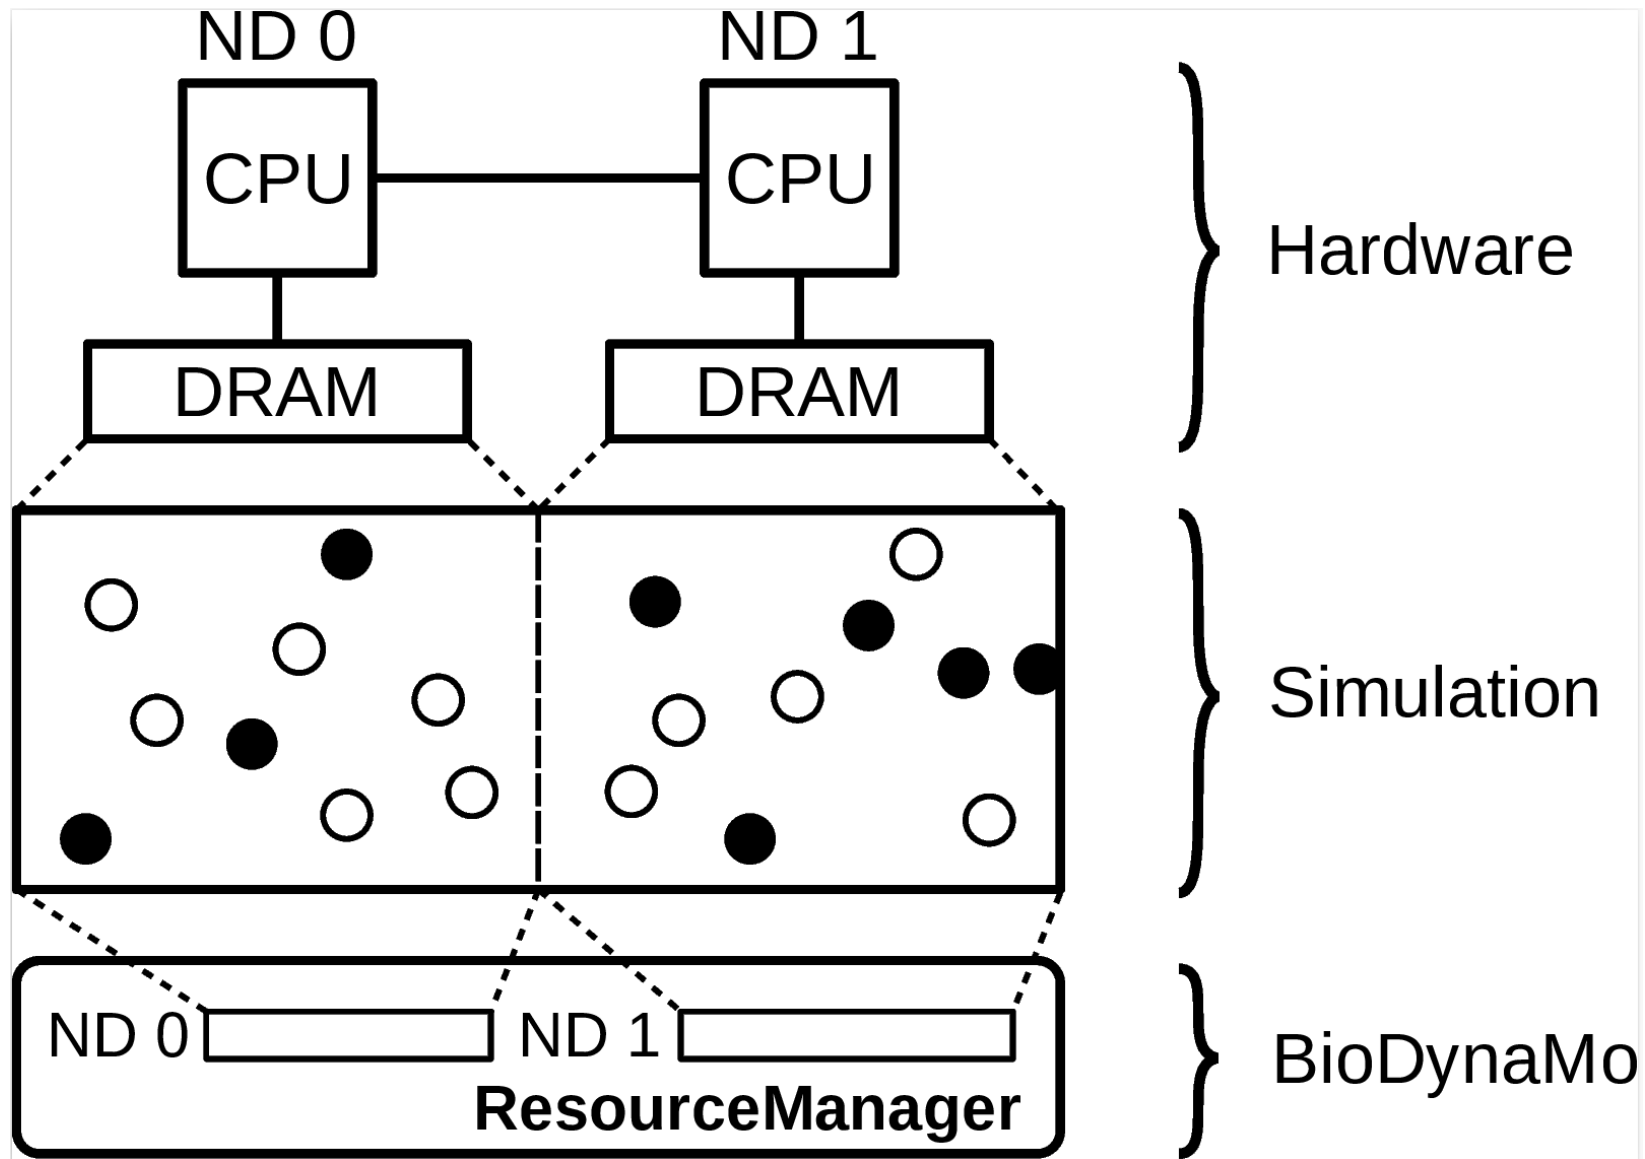 ND 0
ND 1
CPU
CPU
Hardware
DRAM
DRAM
Simulation
ND 0
ND 1
BioDynaMo
ResourceManager